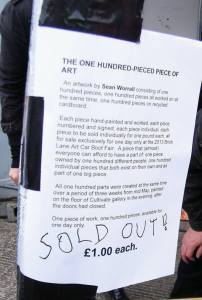 THE ONE HUNDRED-PIECED PIECE OF
ART
An artwork by Sean Worrall consisting of one
hundred pieces, one hundred pieces all worked on at
the same time, one hundred pieces on recycled
cardboard.
Each piece hand-painted and worked, each piece
numbered and signed, each piece individual, each
piece to be sold individually for one pound each, all
for sale exclusively for one day only at the 2013 Brick
Lane Art Car Boot Fair. A piece that (almost)
everyone can afford to have a part of, one piece
owned by one hundred different people, one hundred
individual pieces that both exist on their own and as
part of one big piece
All one hundred parts were created at the same time
over a period of three weeks from mid May, painted
on the floor of Cultivate gallery in the evening, after
the doors had closed.
One piece of work, one hundred pieces, available for
one day only.
SOLD OUT!
£1.00 each.